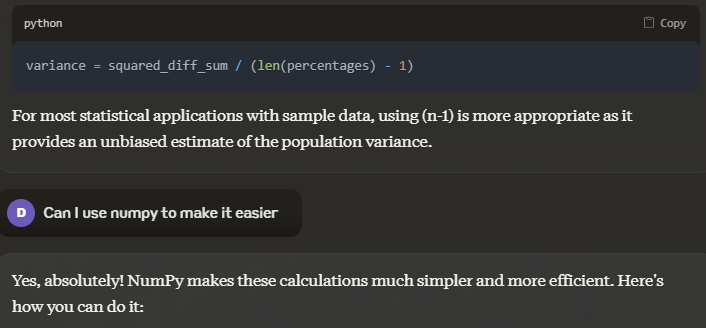 python
Copy
variance = squared_diff_sum / (len(percentages) - 1)
For most statistical applications with sample data, using (n-1) is more appropriate as it
provides an unbiased estimate of the population variance.
D
Can I use numpy to make it easier
Yes, absolutely! NumPy makes these calculations much simpler and more efficient. Here's
how you can do it: